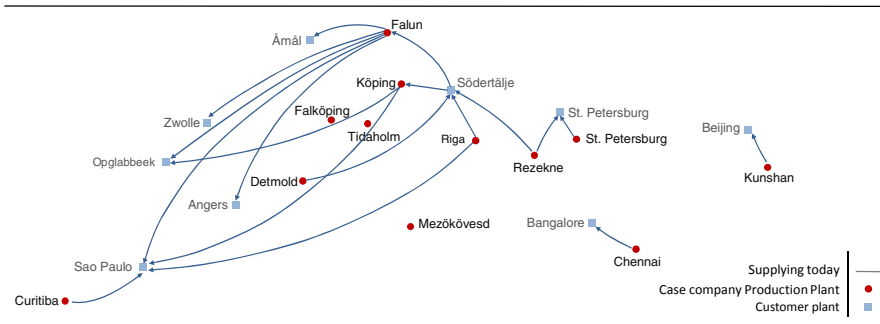 Falun
Åmål
Köping
Södertälje
Falköping
St. Petersburg
Zwolle
Tidaholm
Beijing
St. Petersburg
Riga
Opglabbeek
Rezekne
Kunshan
Detmold
Angers
Mezökövesd
Bangalore
Chennai
Sao Paulo
Supplying today
Case company Production Plant
Curitiba
Customer plant